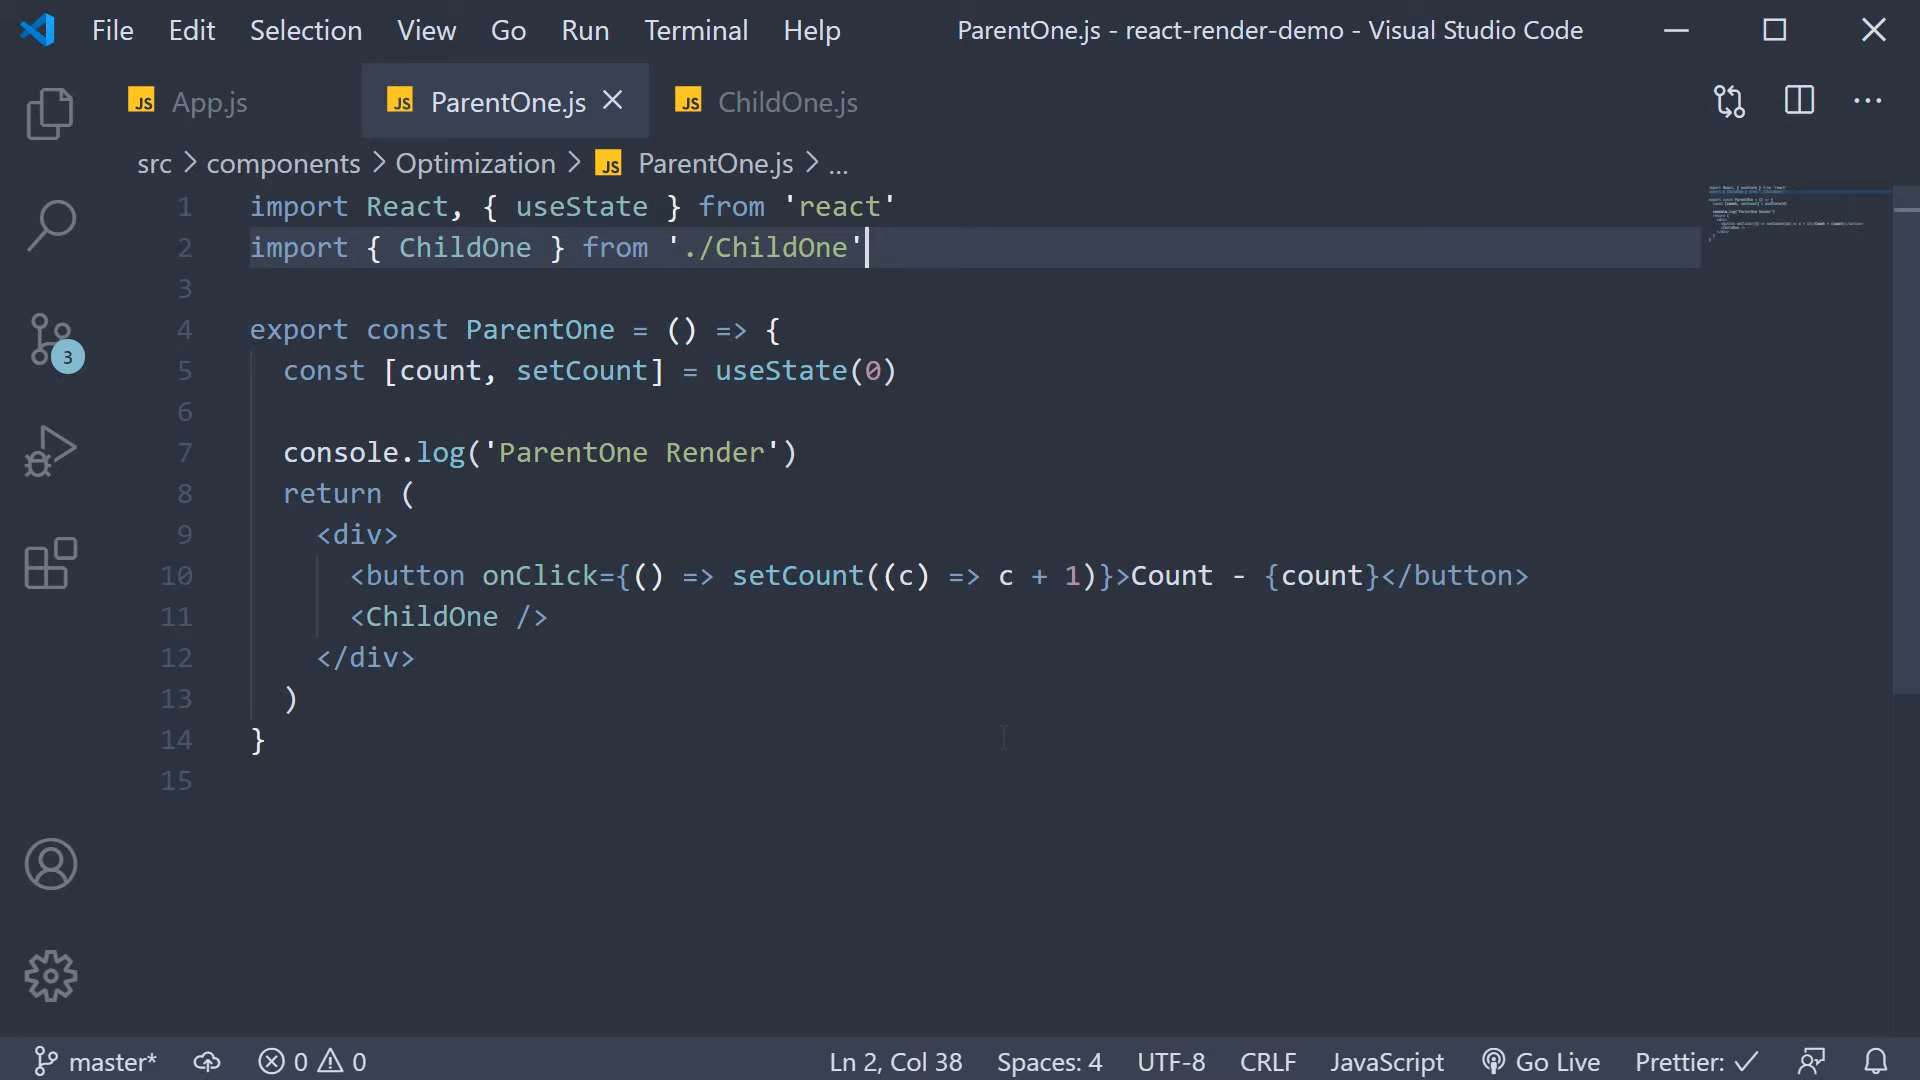 File Edit Selection View Go Run Terminal Help ParentOne.js - react-render-demo - Visual Studio Code
JS App.js JS ParentOne.js JS ChildOne.js
src > components > Optimization > JS ParentOne.js > ...
1 import React, { useState } from 'react'
2 import { ChildOne } from './ChildOne'
3
4 export const ParentOne = () => {
5 const [count, setCount] = useState(0)
6
7 console.log('ParentOne Render')
8 return (
9 <div>
10 <button onClick={() => setCount((c) => c + 1)}>Count - {count}</button>
11 <ChildOne />
12 </div>
13 )
14 }
15
3
master* 0 0 Ln 2, Col 38 Spaces: 4 UTF-8 CRLF JavaScript Go Live Prettier: ✓